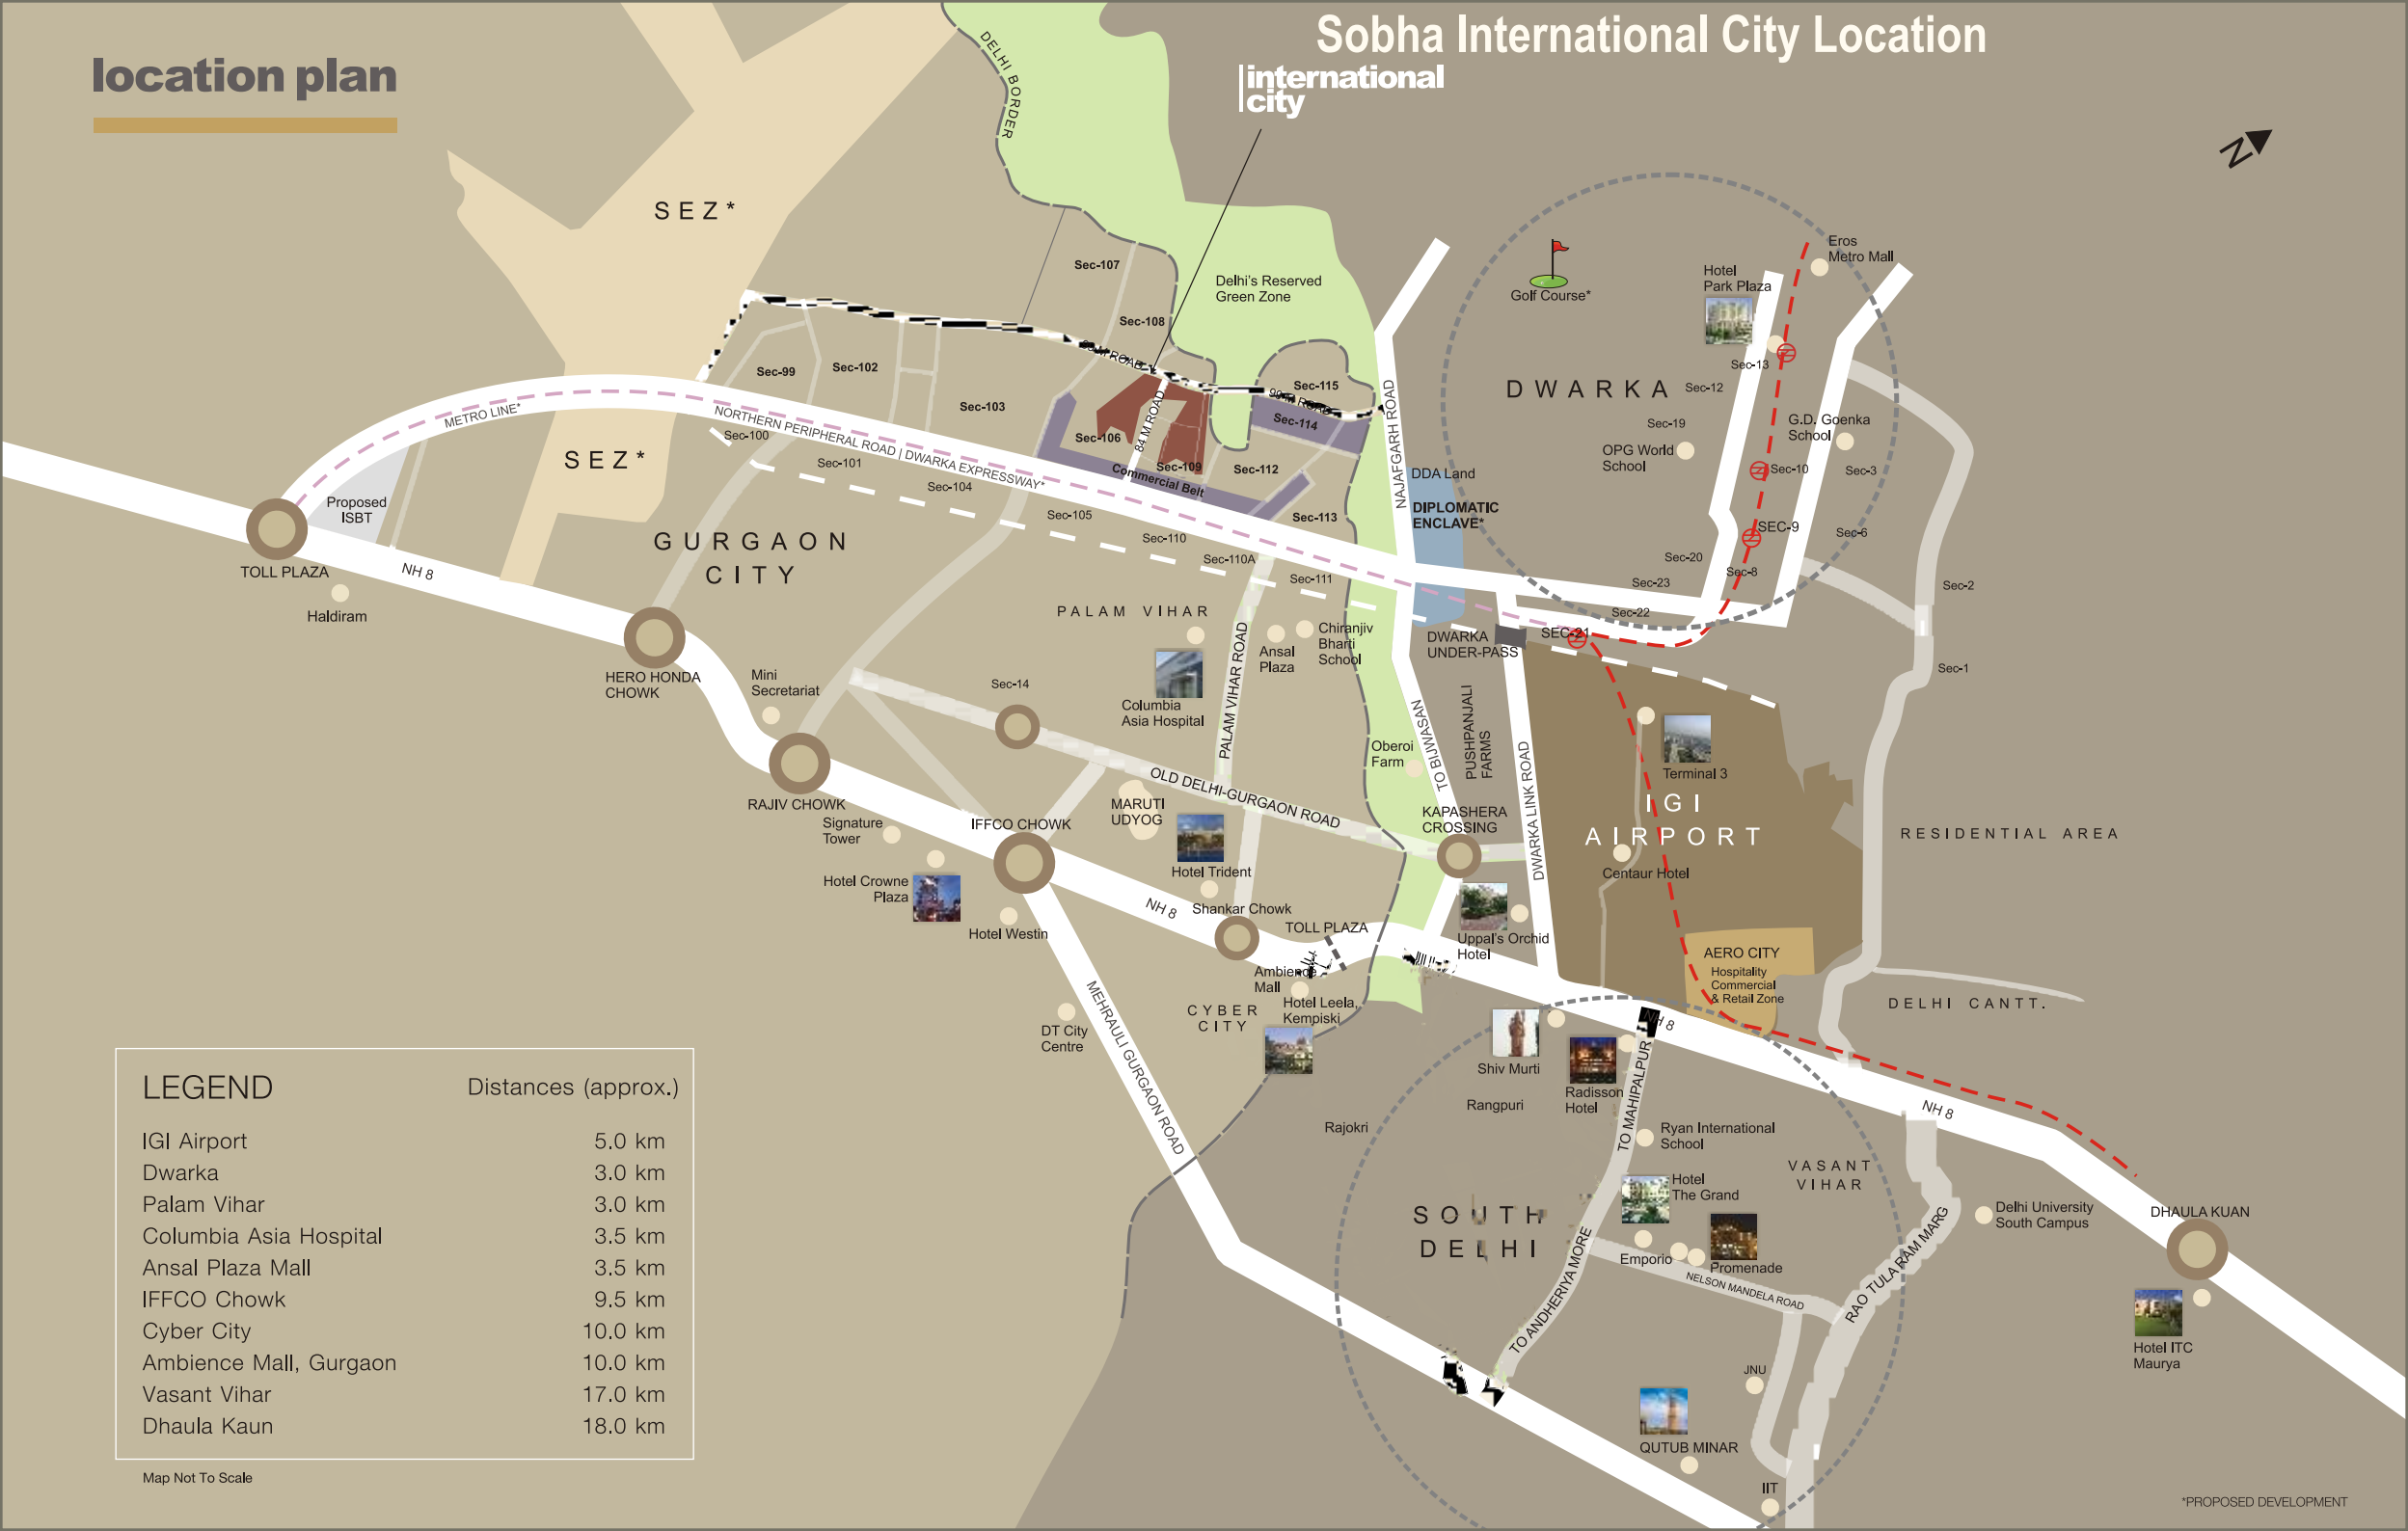 Sobha International City Location
location plan
international
city
DELHI BORDER
N
SEZ*
Sec-107
Delhi's Reserved
Green Zone
Sec-108
Golf Course*
Eros
Metro Mall
Hotel
Park Plaza
Sec-13
DWARKA
Sec-12
Sec-19
OPG World
School
G.D. Goenka
School
Sec-10
Sec-3
SEC-9
Sec-6
Sec-20
Sec-8
Sec-23
Sec-22
Sec-2
SEC-21
Sec-1
Sec-99
Sec-102
Sec-103
Sec-115
Sec-114
84 M ROAD
Sec-106
Sec-109
Sec-112
Commercial Belt
Sec-113
NAJAFGARH ROAD
DDA Land
DIPLOMATIC
ENCLAVE*
METRO LINE*
NORTHERN PERIPHERAL ROAD | DWARKA EXPRESSWAY*
Sec-100
Sec-101
Sec-104
Sec-105
Sec-110
Sec-110A
Sec-111
SEZ*
Proposed
ISBT
TOLL PLAZA
NH 8
Haldiram
GURGAON
CITY
HERO HONDA
CHOWK
Mini
Secretariat
RAJIV CHOWK
Signature
Tower
Hotel Crowne
Plaza
IFFCO CHOWK
Hotel Westin
Sec-14
PALAM VIHAR
Columbia
Asia Hospital
PALAM VIHAR ROAD
Ansal
Plaza
Chiranjiv
Bharti
School
DWARKA
UNDER-PASS
Oberoi
Farm
TO BIJWASAN
PUSHPANJALI
FARMS
DWARKA LINK ROAD
KAPASHERA
CROSSING
OLD DELHI-GURGAON ROAD
MARUTI
UDYOG
Hotel Trident
NH 8
Shankar Chowk
TOLL PLAZA
Ambience
Mall
Hotel Leela,
Kempiski
CYBER
CITY
DT City
Centre
MEHRAULI GURGAON ROAD
Uppal's Orchid
Hotel
Terminal 3
IGI
AIRPORT
Centaur Hotel
AERO CITY
Hospitality
Commercial
& Retail Zone
RESIDENTIAL AREA
DELHI CANTT.
NH 8
Shiv Murti
Radisson
Hotel
Rangpuri
Rajokri
TO MAHIPALPUR
Ryan International
School
NH 8
VASANT
VIHAR
Hotel
The Grand
SOUTH
DELHI
Emporio
Promenade
NELSON MANDELA ROAD
TO ANDHERIYA MORE
RAO TULA RAM MARG
Delhi University
South Campus
DHAULA KUAN
Hotel ITC
Maurya
JNU
QUTUB MINAR
IIT
LEGEND Distances (approx.)
IGI Airport 5.0 km
Dwarka 3.0 km
Palam Vihar 3.0 km
Columbia Asia Hospital 3.5 km
Ansal Plaza Mall 3.5 km
IFFCO Chowk 9.5 km
Cyber City 10.0 km
Ambience Mall, Gurgaon 10.0 km
Vasant Vihar 17.0 km
Dhaula Kaun 18.0 km
Map Not To Scale
*PROPOSED DEVELOPMENT